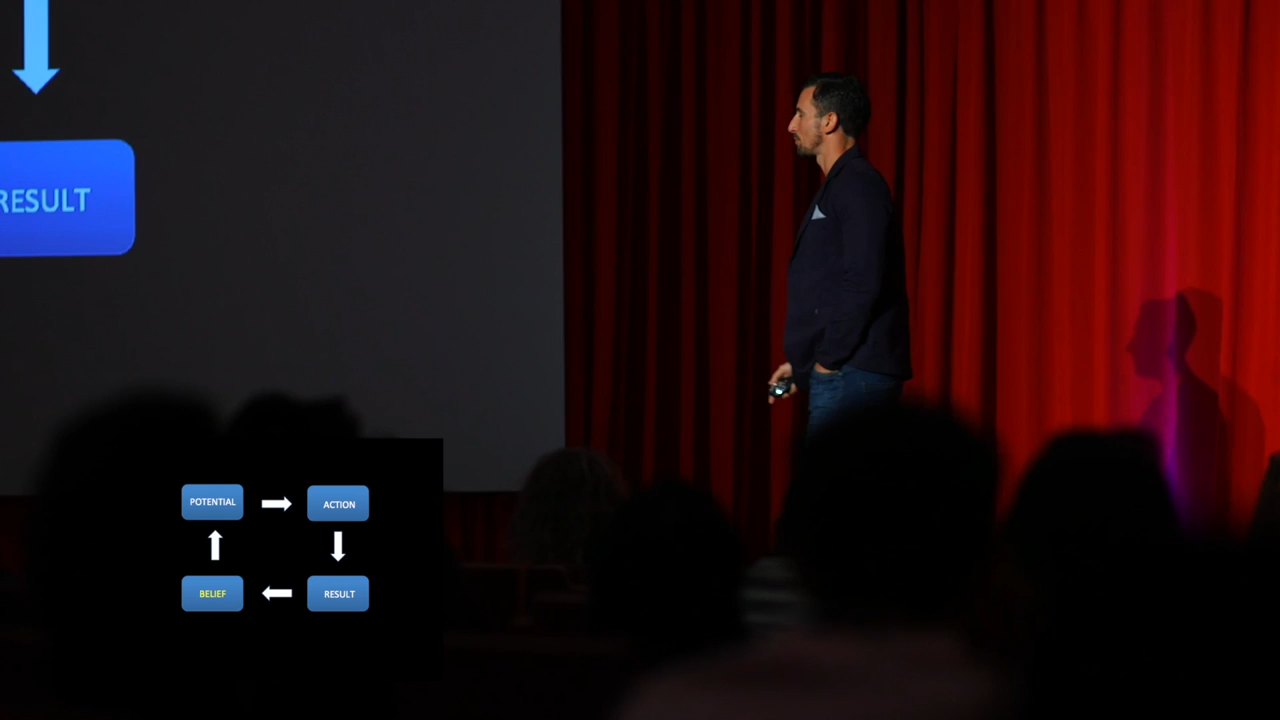 RESULT
POTENTIAL
ACTION
BELIEF
RESULT